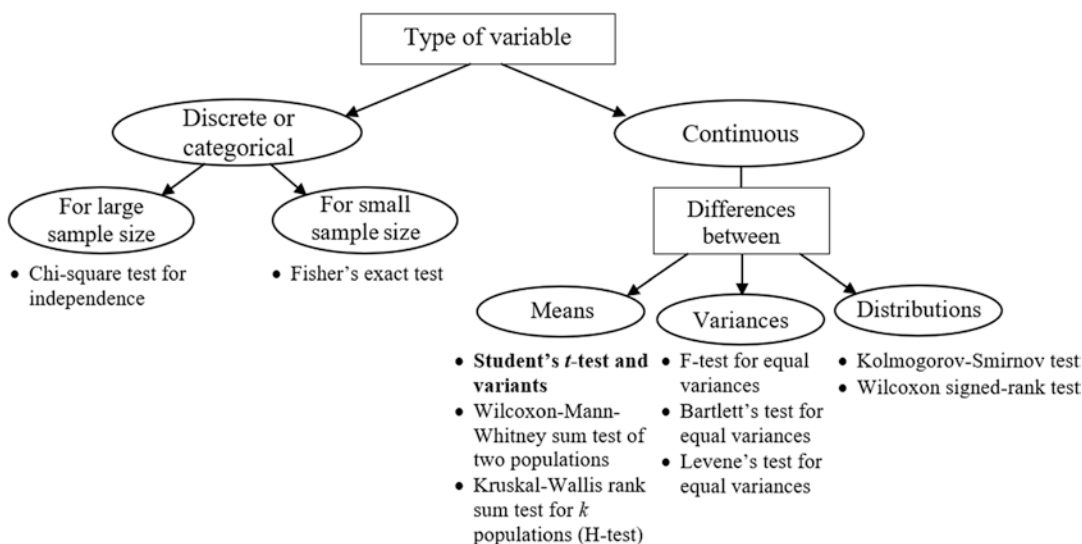 Type of variable
Discrete or
categorical
Continuous
For large
sample size
For small
sample size
Differences
between
• Chi-square test for
independence
• Fisher's exact test
Means
Variances
Distributions
• Student's t-test and
variants
• Wilcoxon-Mann-
Whitney sum test of
two populations
• Kruskal-Wallis rank
sum test for k
populations (H-test)
• F-test for equal
variances
• Bartlett's test for
equal variances
• Levene's test for
equal variances
• Kolmogorov-Smirnov test
• Wilcoxon signed-rank test